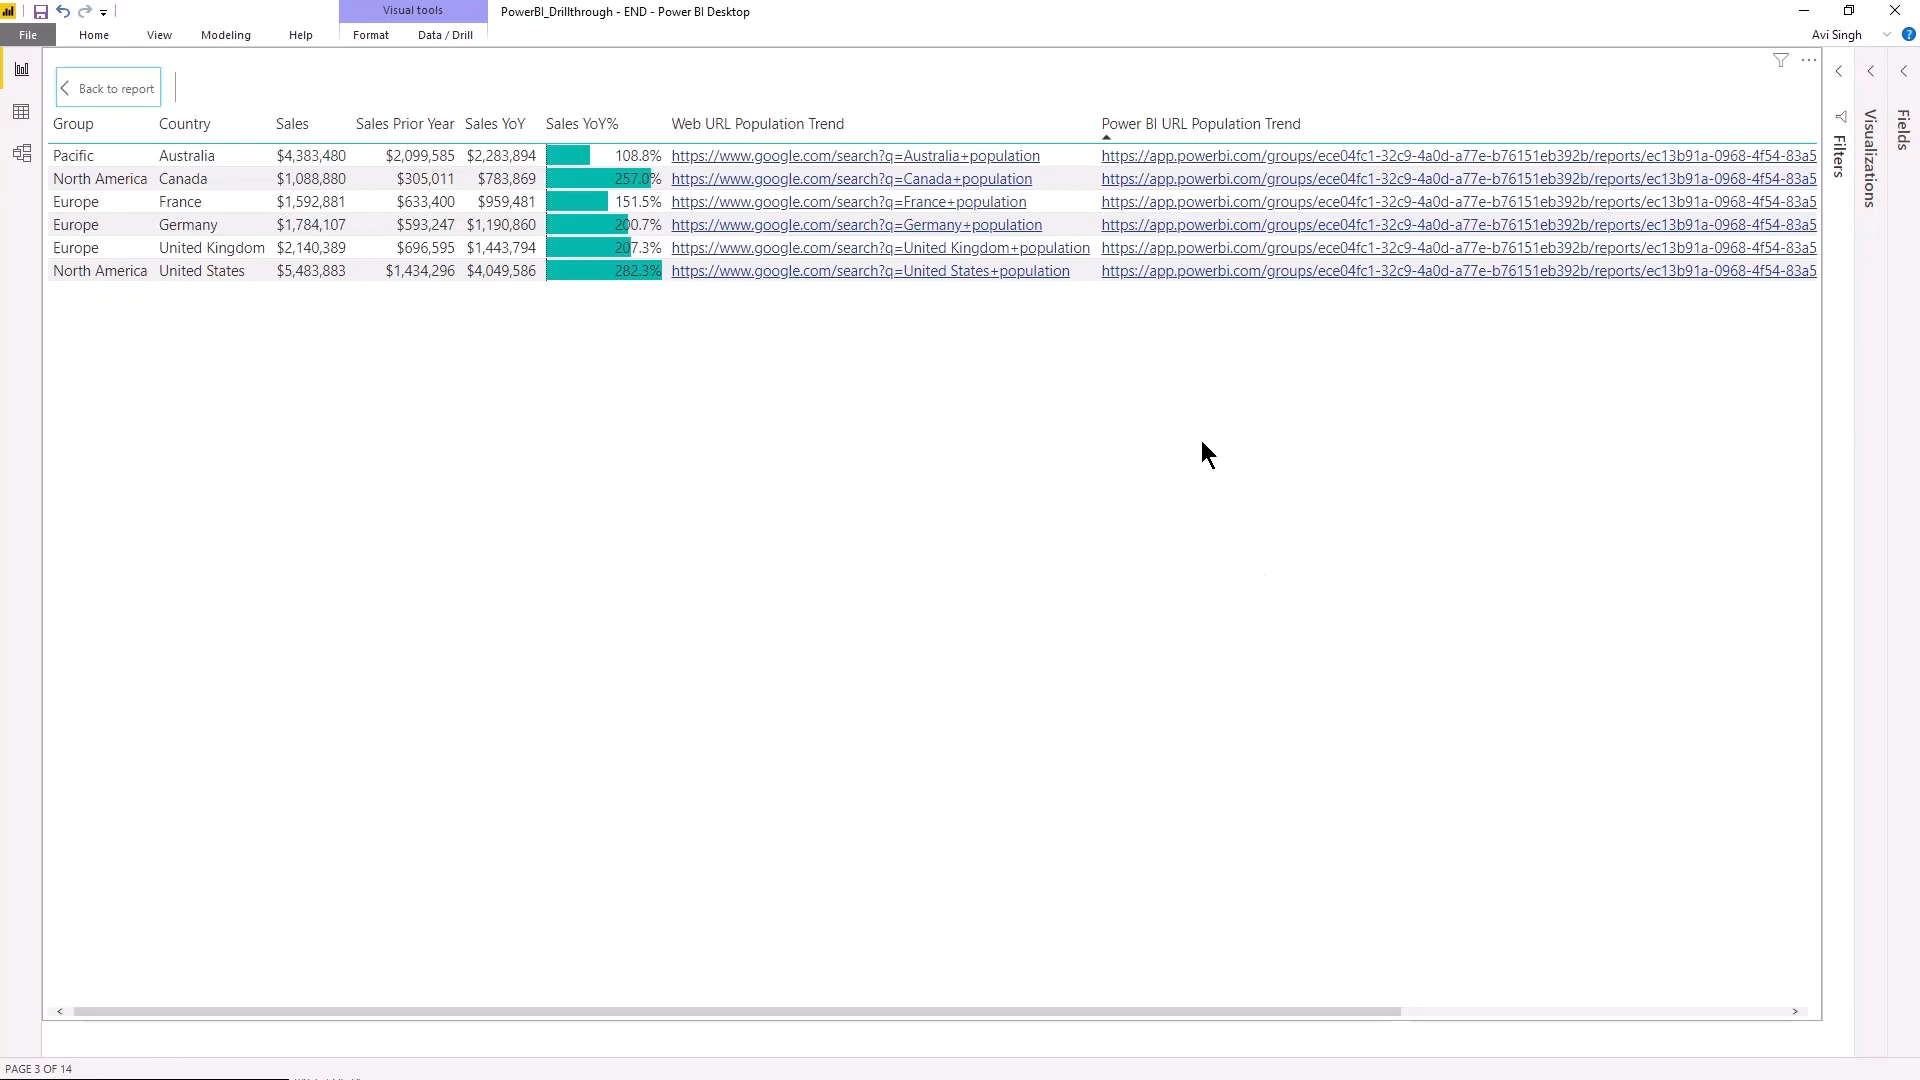 Visual tools
PowerBI_Drillthrough - END - Power BI Desktop
File Home View Modeling Help Format Data / Drill Avi Singh ?
Back to report
Group Country Sales Sales Prior Year Sales YoY Sales YoY% Web URL Population Trend Power BI URL Population Trend
Pacific Australia $4,383,480 $2,099,585 $2,283,894 108.8% https://www.google.com/search?q=Australia+population https://app.powerbi.com/groups/ece04fc1-32c9-4a0d-a77e-b76151eb392b/reports/ec13b91a-0968-4f54-83a5
North America Canada $1,088,880 $305,011 $783,869 257.0% https://www.google.com/search?q=Canada+population https://app.powerbi.com/groups/ece04fc1-32c9-4a0d-a77e-b76151eb392b/reports/ec13b91a-0968-4f54-83a5
Europe France $1,592,881 $633,400 $959,481 151.5% https://www.google.com/search?q=France+population https://app.powerbi.com/groups/ece04fc1-32c9-4a0d-a77e-b76151eb392b/reports/ec13b91a-0968-4f54-83a5
Europe Germany $1,784,107 $593,247 $1,190,860 200.7% https://www.google.com/search?q=Germany+population https://app.powerbi.com/groups/ece04fc1-32c9-4a0d-a77e-b76151eb392b/reports/ec13b91a-0968-4f54-83a5
Europe United Kingdom $2,140,389 $696,595 $1,443,794 207.3% https://www.google.com/search?q=United Kingdom+population https://app.powerbi.com/groups/ece04fc1-32c9-4a0d-a77e-b76151eb392b/reports/ec13b91a-0968-4f54-83a5
North America United States $5,483,883 $1,434,296 $4,049,586 282.3% https://www.google.com/search?q=United States+population https://app.powerbi.com/groups/ece04fc1-32c9-4a0d-a77e-b76151eb392b/reports/ec13b91a-0968-4f54-83a5
Filters
Visualizations
Fields
PAGE 3 OF 14